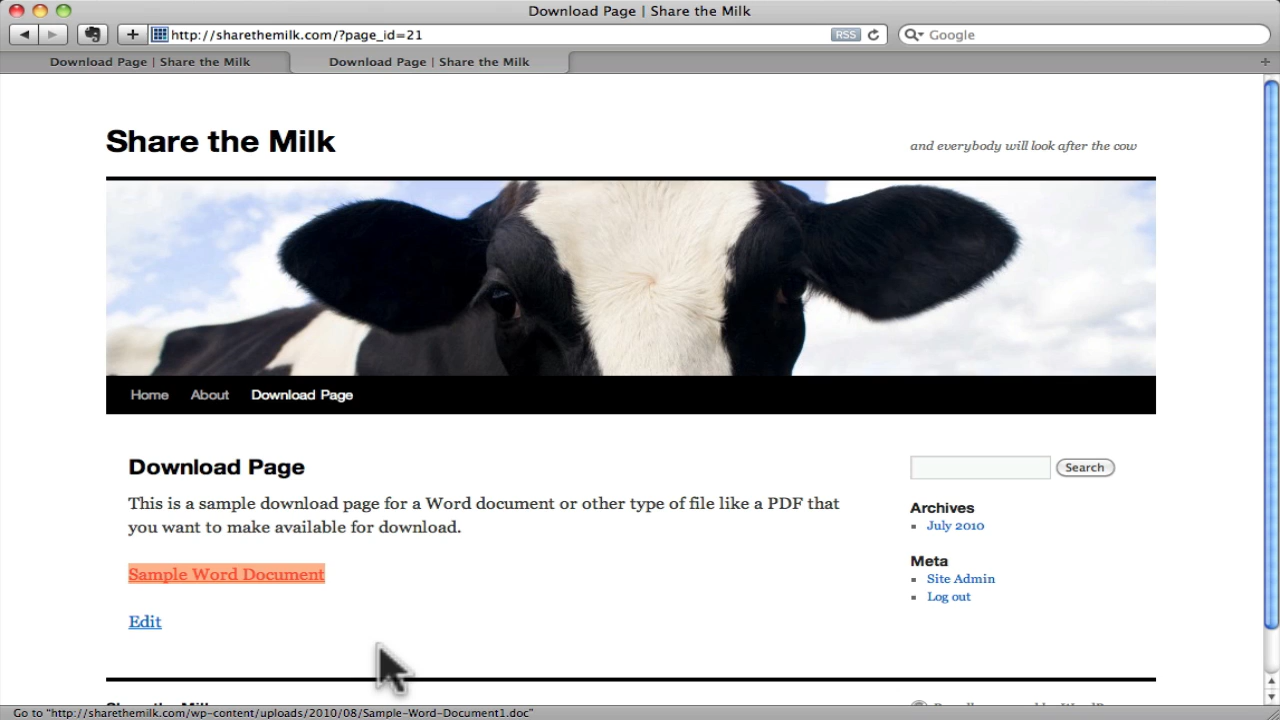 Download Page | Share the Milk
http://sharethemilk.com/?page_id=21
RSS
Google
Download Page | Share the Milk
Download Page | Share the Milk
Share the Milk
and everybody will look after the cow
Home About Download Page
Download Page
This is a sample download page for a Word document or other type of file like a PDF that
you want to make available for download.
Sample Word Document
Edit
Search
Archives
July 2010
Meta
Site Admin
Log out
Go to "http://sharethemilk.com/wp-content/uploads/2010/08/Sample-Word-Document1.doc"